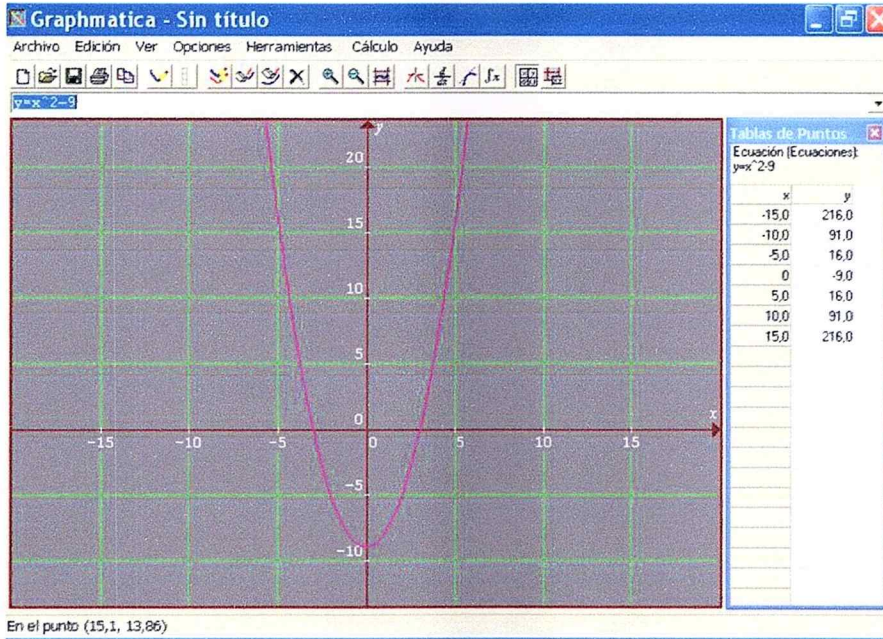 Graphmatica - Sin título
Archivo Edición Ver Opciones Herramientas Cálculo Ayuda
y=x^2-9
y
20
15
10
5
0
x
-15 -10 -5 0 5 10 15
-5
-10
Tablas de Puntos
Ecuación (Ecuaciones):
y=x^2-9
x y
-15,0 216,0
-10,0 91,0
-5,0 16,0
0 -9,0
5,0 16,0
10,0 91,0
15,0 216,0
En el punto (15,1, 13,86)